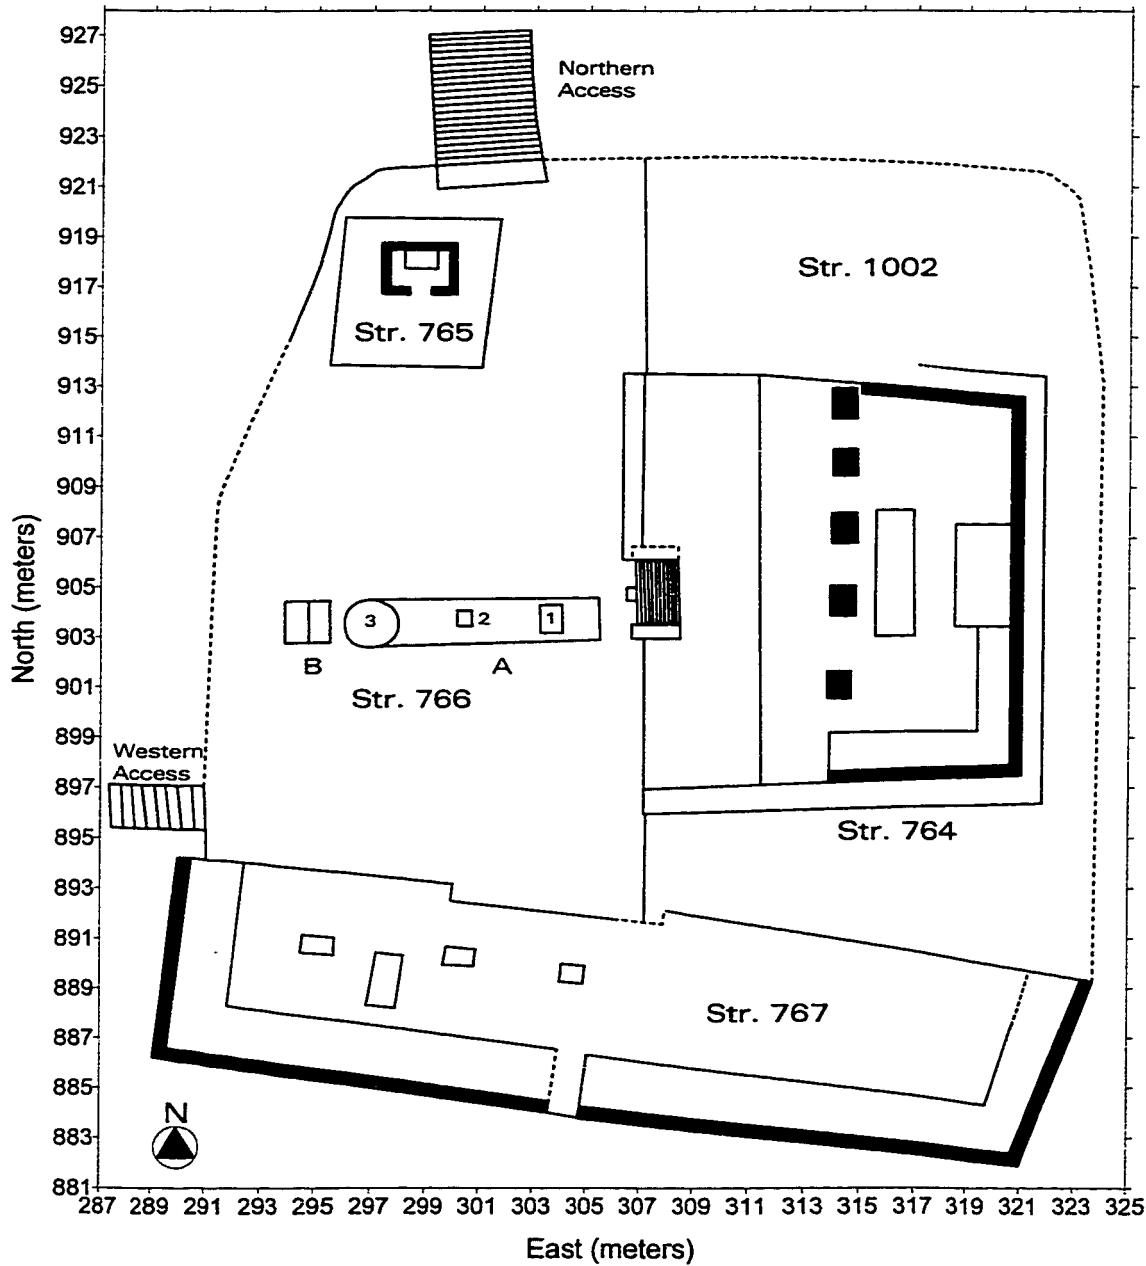 927
925
923
921
919
917
915
913
911
909
907
905
903
901
899
897
895
893
891
889
887
885
883
881
North (meters)
Northern
Access
Str. 1002
Str. 765
3
2
1
B
A
Str. 766
Western
Access
Str. 764
Str. 767
N
287 289 291 293 295 297 299 301 303 305 307 309 311 313 315 317 319 321 323 325
East (meters)